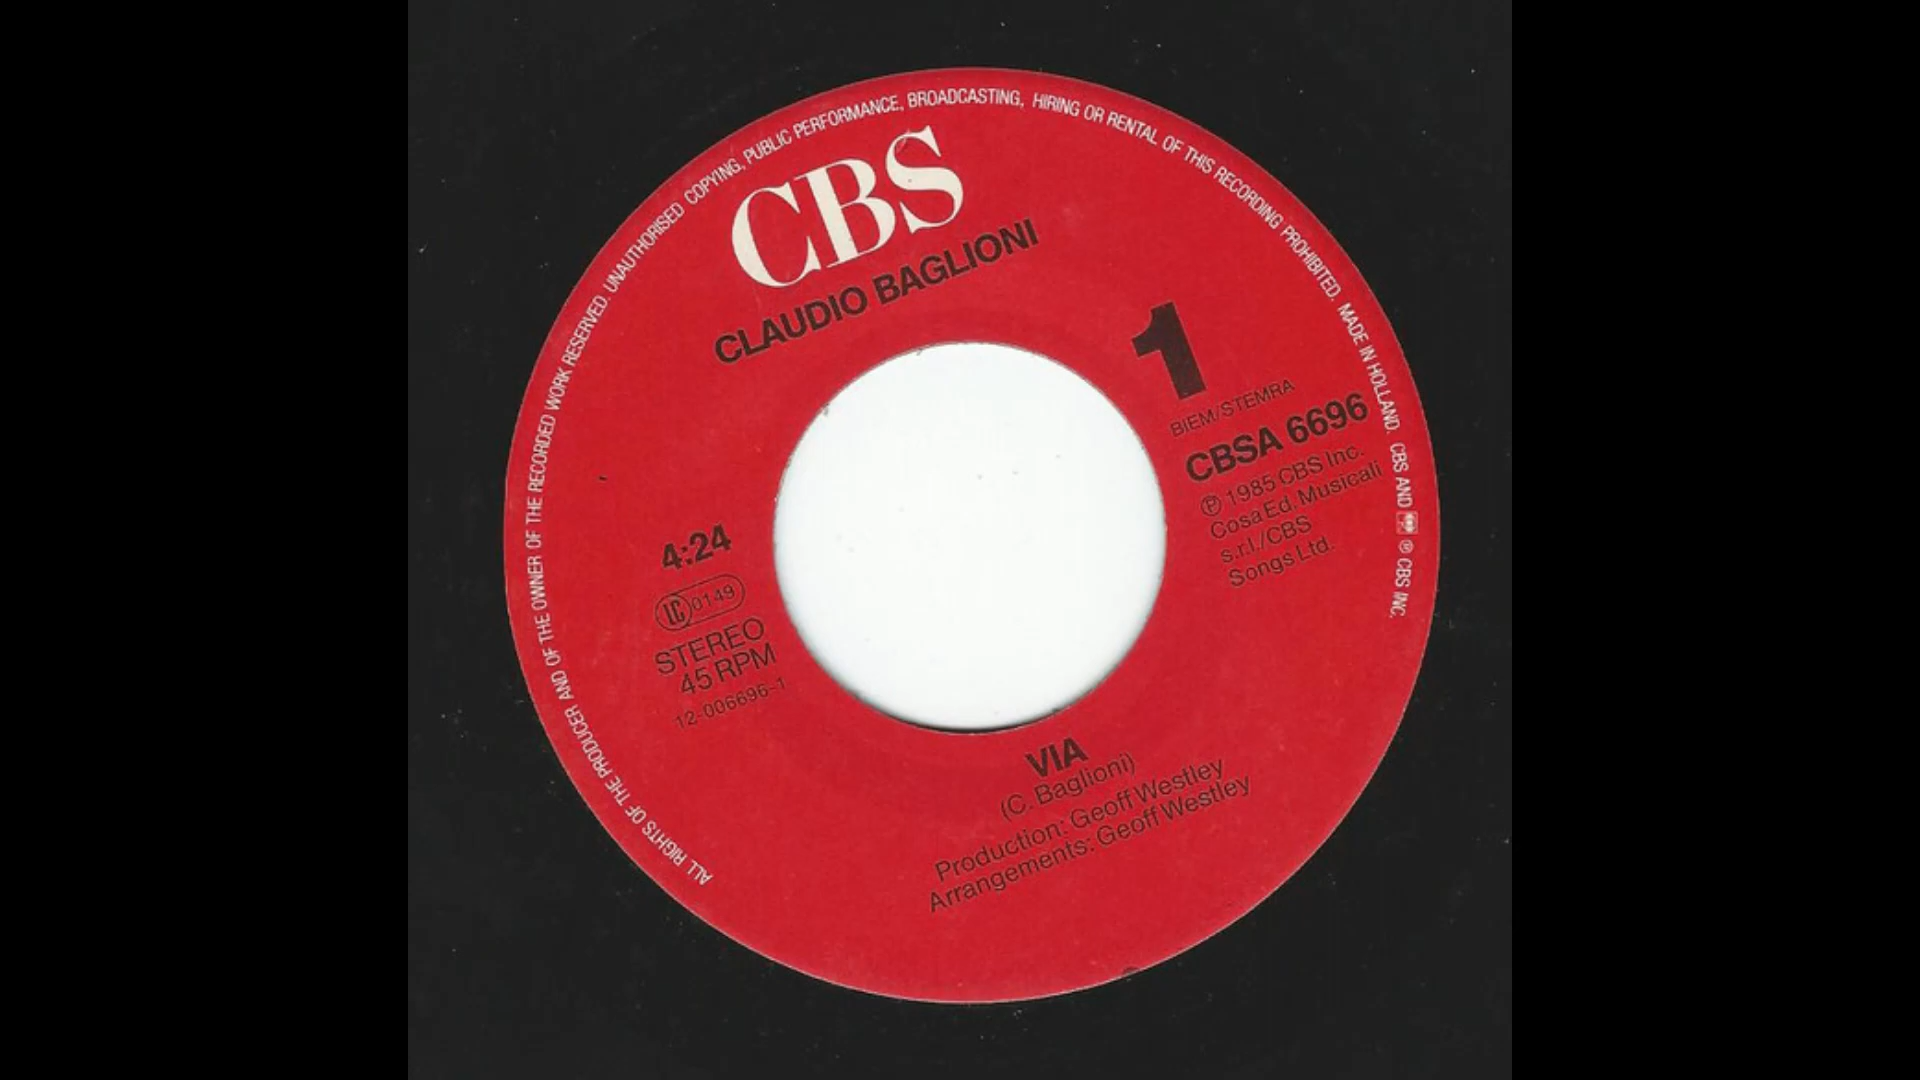 ALL RIGHTS OF THE PRODUCER AND OF THE OWNER OF THE RECORDED WORK RESERVED. UNAUTHORISED COPYING, PUBLIC PERFORMANCE, BROADCASTING, HIRING OR RENTAL OF THIS RECORDING PROHIBITED. MADE IN HOLLAND. CBS AND ℗ CBS INC.
CBS
CLAUDIO BAGLIONI
1
BIEM/STEMRA
CBSA 6696
℗ 1985 CBS Inc.
Cosa Ed. Musicali
s.r.l./CBS
Songs Ltd.
4:24
LC 0149
STEREO
45 RPM
12-006696-1
VIA
(C. Baglioni)
Production: Geoff Westley
Arrangements: Geoff Westley